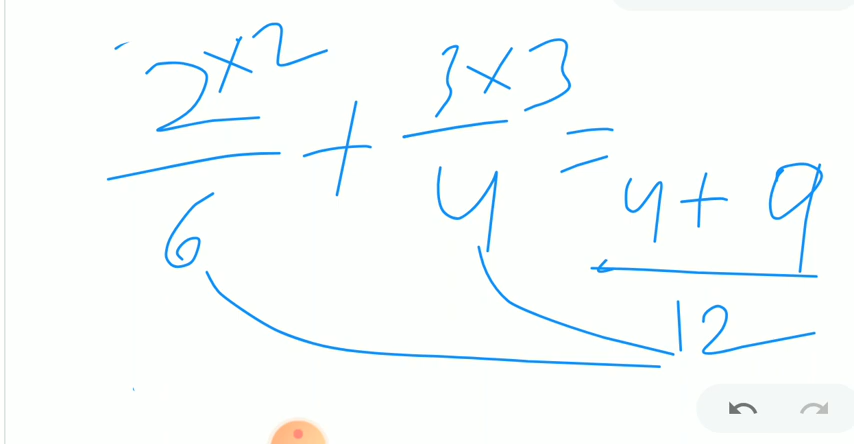 2 × 2 / 6 + 3 × 3 / 4 = 4 + 9 / 12